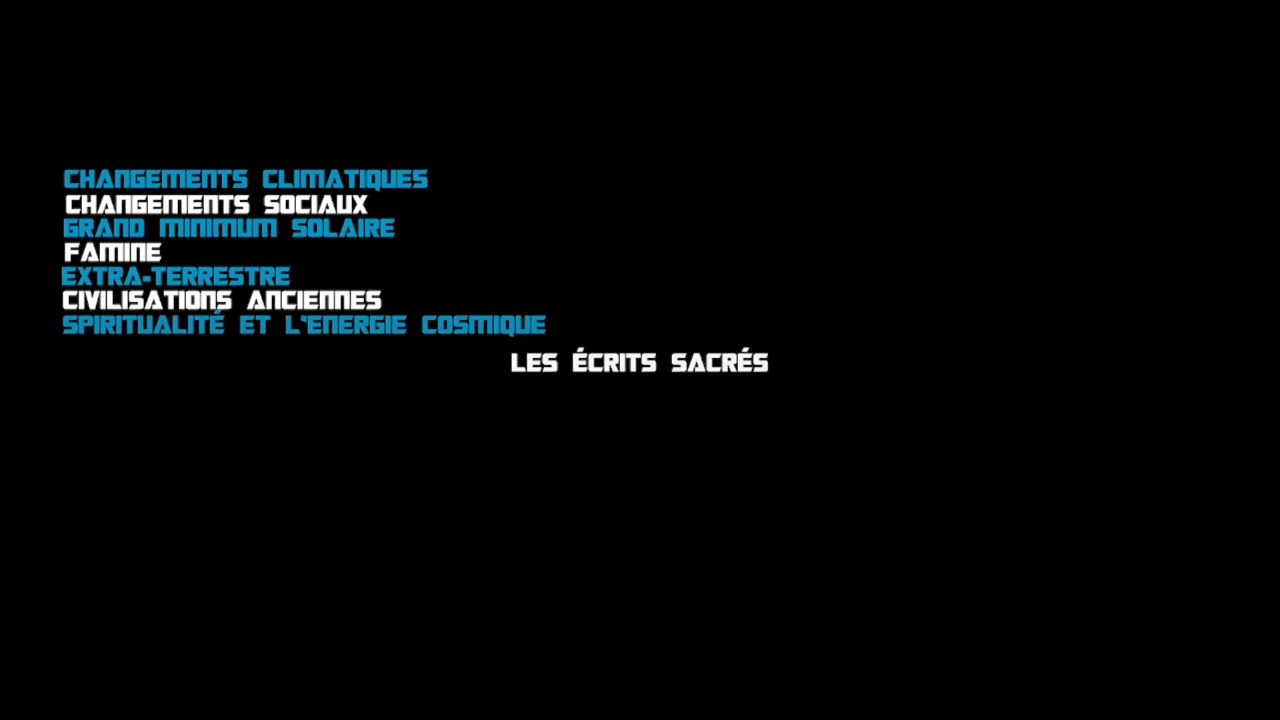 CHANGEMENTS CLIMATIQUES
CHANGEMENTS SOCIAUX
GRAND MINIMUM SOLAIRE
FAMINE
EXTRA-TERRESTRE
CIVILISATIONS ANCIENNES
SPIRITUALITÉ ET L'ENERGIE COSMIQUE
LES ÉCRITS SACRÉS